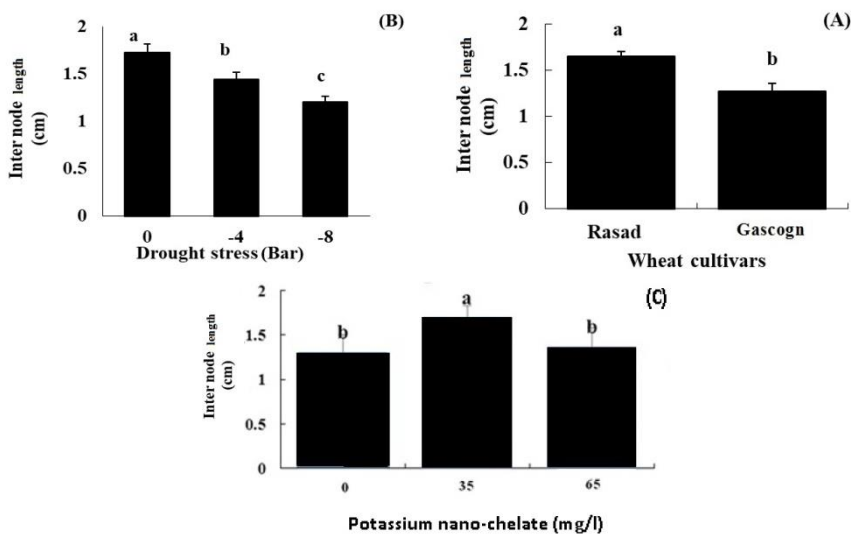 (B)
2
1.5
1
0.5
0
Inter node length
(cm)
a
b
c
0 -4 -8
Drought stress (Bar)
(A)
2
1.5
1
0.5
0
Inter node length
(cm)
a
b
Rasad Gascogn
Wheat cultivars
(C)
2
1.5
1
0.5
0
Inter node length
(cm)
b
a
b
0 35 65
Potassium nano-chelate (mg/l)